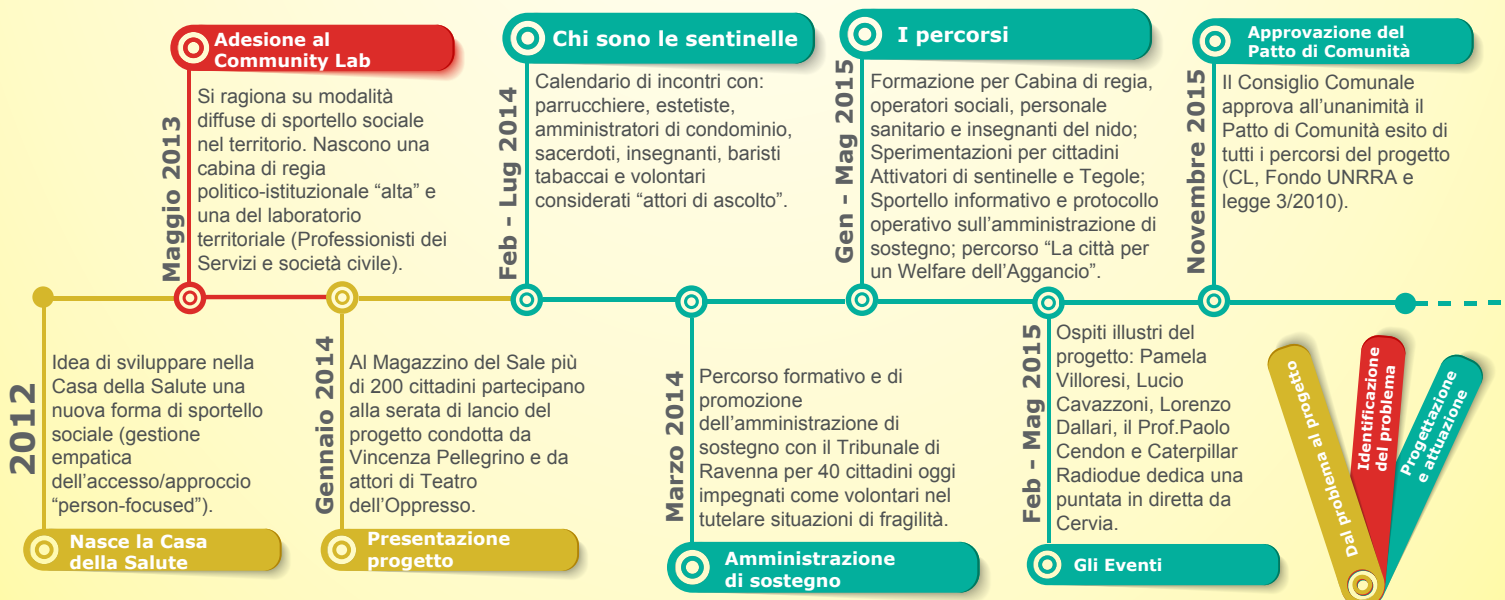 Adesione al
Community Lab
Maggio 2013
Si ragiona su modalità
diffuse di sportello sociale
nel territorio. Nascono una
cabina di regia
politico-istituzionale “alta” e
una del laboratorio
territoriale (Professionisti dei
Servizi e società civile).
Chi sono le sentinelle
Feb - Lug 2014
Calendario di incontri con:
parrucchiere, estetiste,
amministratori di condominio,
sacerdoti, insegnanti, baristi
tabaccai e volontari
considerati “attori di ascolto”.
I percorsi
Gen - Mag 2015
Formazione per Cabina di regia,
operatori sociali, personale
sanitario e insegnanti del nido;
Sperimentazioni per cittadini
Attivatori di sentinelle e Tegole;
Sportello informativo e protocollo
operativo sull’amministrazione di
sostegno; percorso “La città per
un Welfare dell’Aggancio”.
Approvazione del
Patto di Comunità
Novembre 2015
Il Consiglio Comunale
approva all’unanimità il
Patto di Comunità esito di
tutti i percorsi del progetto
(CL, Fondo UNRRA e
legge 3/2010).
2012
Idea di sviluppare nella
Casa della Salute una
nuova forma di sportello
sociale (gestione
empatica
dell’accesso/approccio
“person-focused”).
Nasce la Casa
della Salute
Gennaio 2014
Al Magazzino del Sale più
di 200 cittadini partecipano
alla serata di lancio del
progetto condotta da
Vincenza Pellegrino e da
attori di Teatro
dell’Oppresso.
Presentazione
progetto
Marzo 2014
Percorso formativo e di
promozione
dell’amministrazione di
sostegno con il Tribunale di
Ravenna per 40 cittadini oggi
impegnati come volontari nel
tutelare situazioni di fragilità.
Amministrazione
di sostegno
Feb - Mag 2015
Ospiti illustri del
progetto: Pamela
Villoresi, Lucio
Cavazzoni, Lorenzo
Dallari, il Prof.Paolo
Cendon e Caterpillar
Radiodue dedica una
puntata in diretta da
Cervia.
Gli Eventi
Dal problema al progetto
Identificazione
del problema
Progettazione
e attuazione